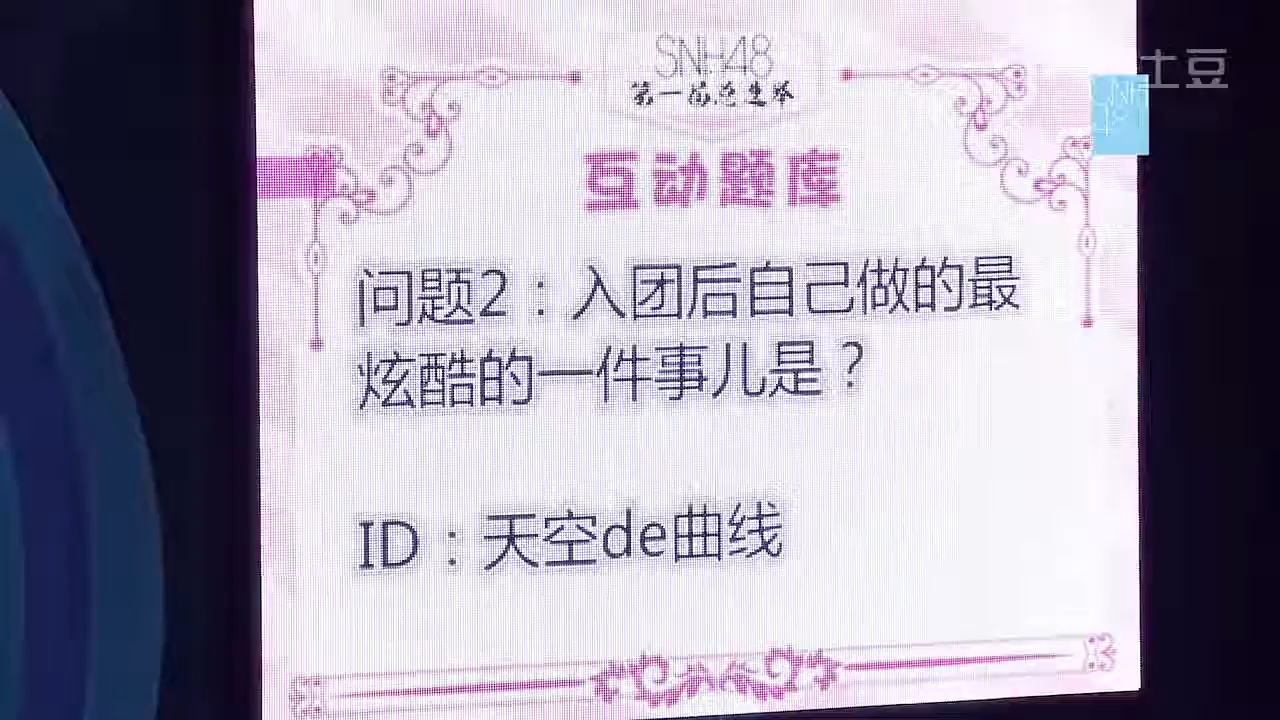 SNH48
第一届总选举
土豆
SNH
48
互动题库
问题2：入团后自己做的最
炫酷的一件事儿是？
ID：天空de曲线